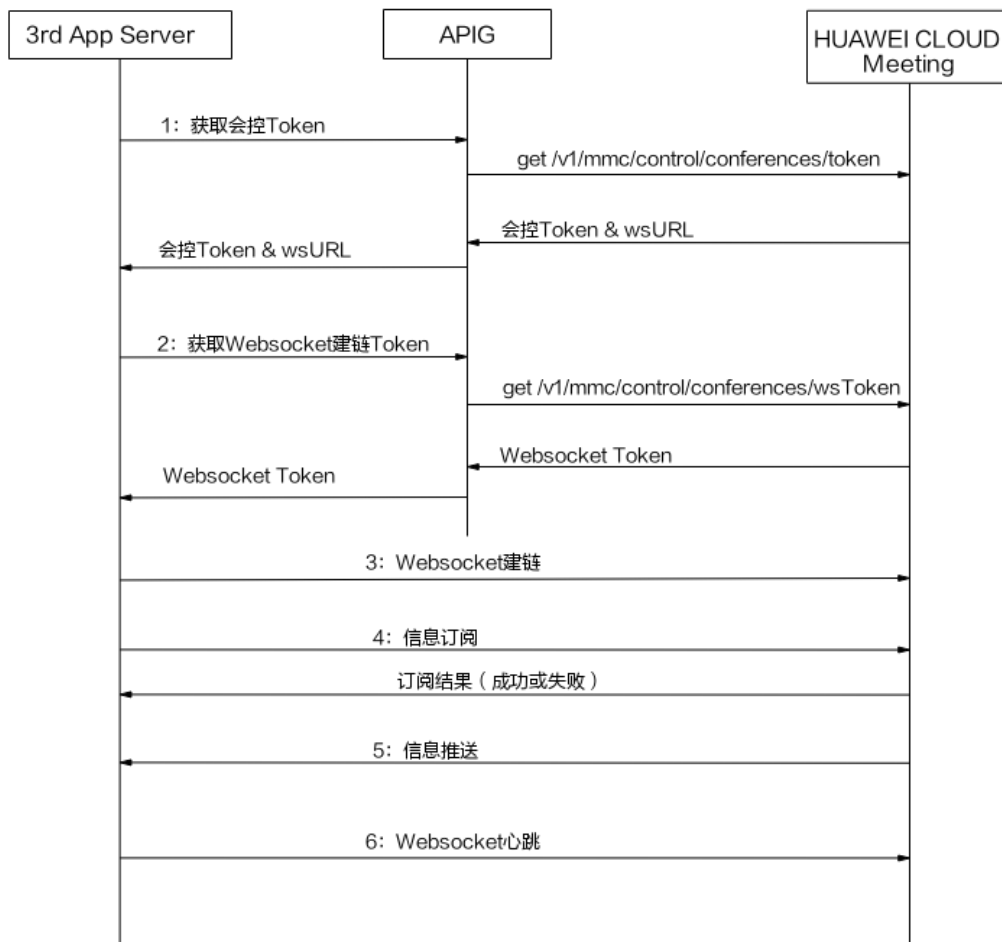 3rd App Server
APIG
HUAWEI CLOUD
Meeting
1：获取会控Token
get /v1/mmc/control/conferences/token
会控Token & wsURL
会控Token & wsURL
2：获取Websocket建链Token
get /v1/mmc/control/conferences/wsToken
Websocket Token
Websocket Token
3：Websocket建链
4：信息订阅
订阅结果（成功或失败）
5：信息推送
6：Websocket心跳